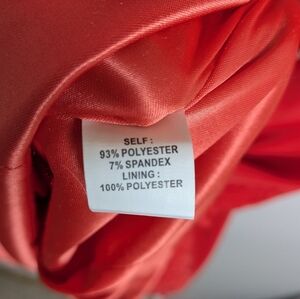 SELF :
93% POLYESTER
7% SPANDEX
LINING :
100% POLYESTER